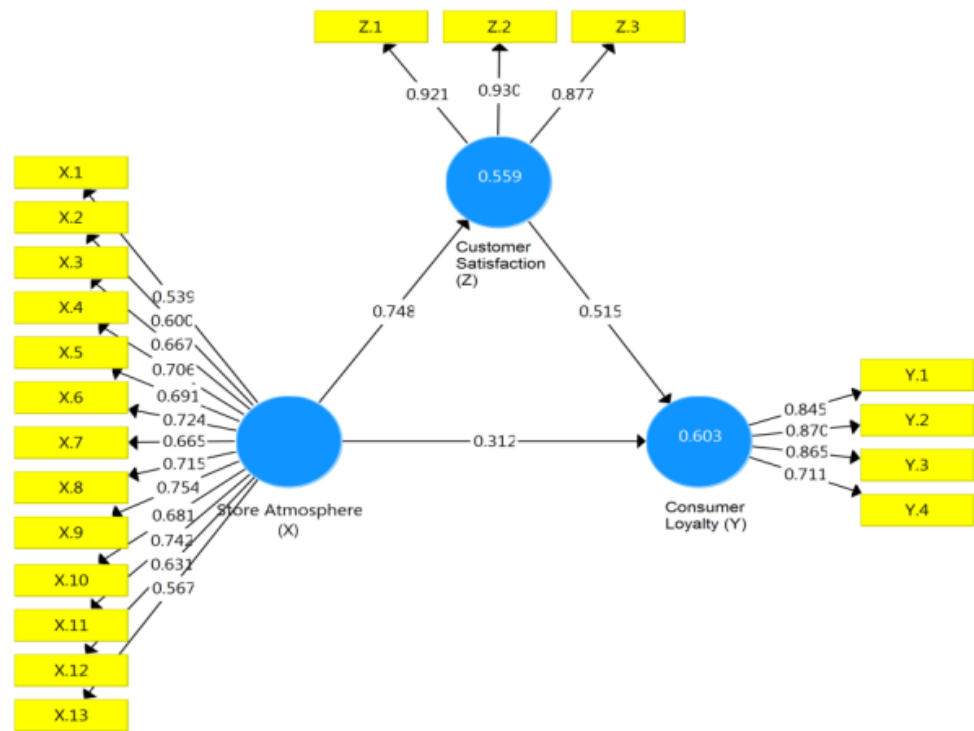 Z.1
Z.2
Z.3
0.921
0.930
0.877
0.559
Customer
Satisfaction
(Z)
X.1
X.2
X.3
X.4
X.5
X.6
X.7
X.8
X.9
X.10
X.11
X.12
X.13
0.539
0.600
0.667
0.706
0.691
0.724
0.665
0.715
0.754
0.681
0.742
0.631
0.567
Store Atmosphere
(X)
0.748
0.515
0.312
0.603
Consumer
Loyalty (Y)
0.845
0.870
0.865
0.711
Y.1
Y.2
Y.3
Y.4